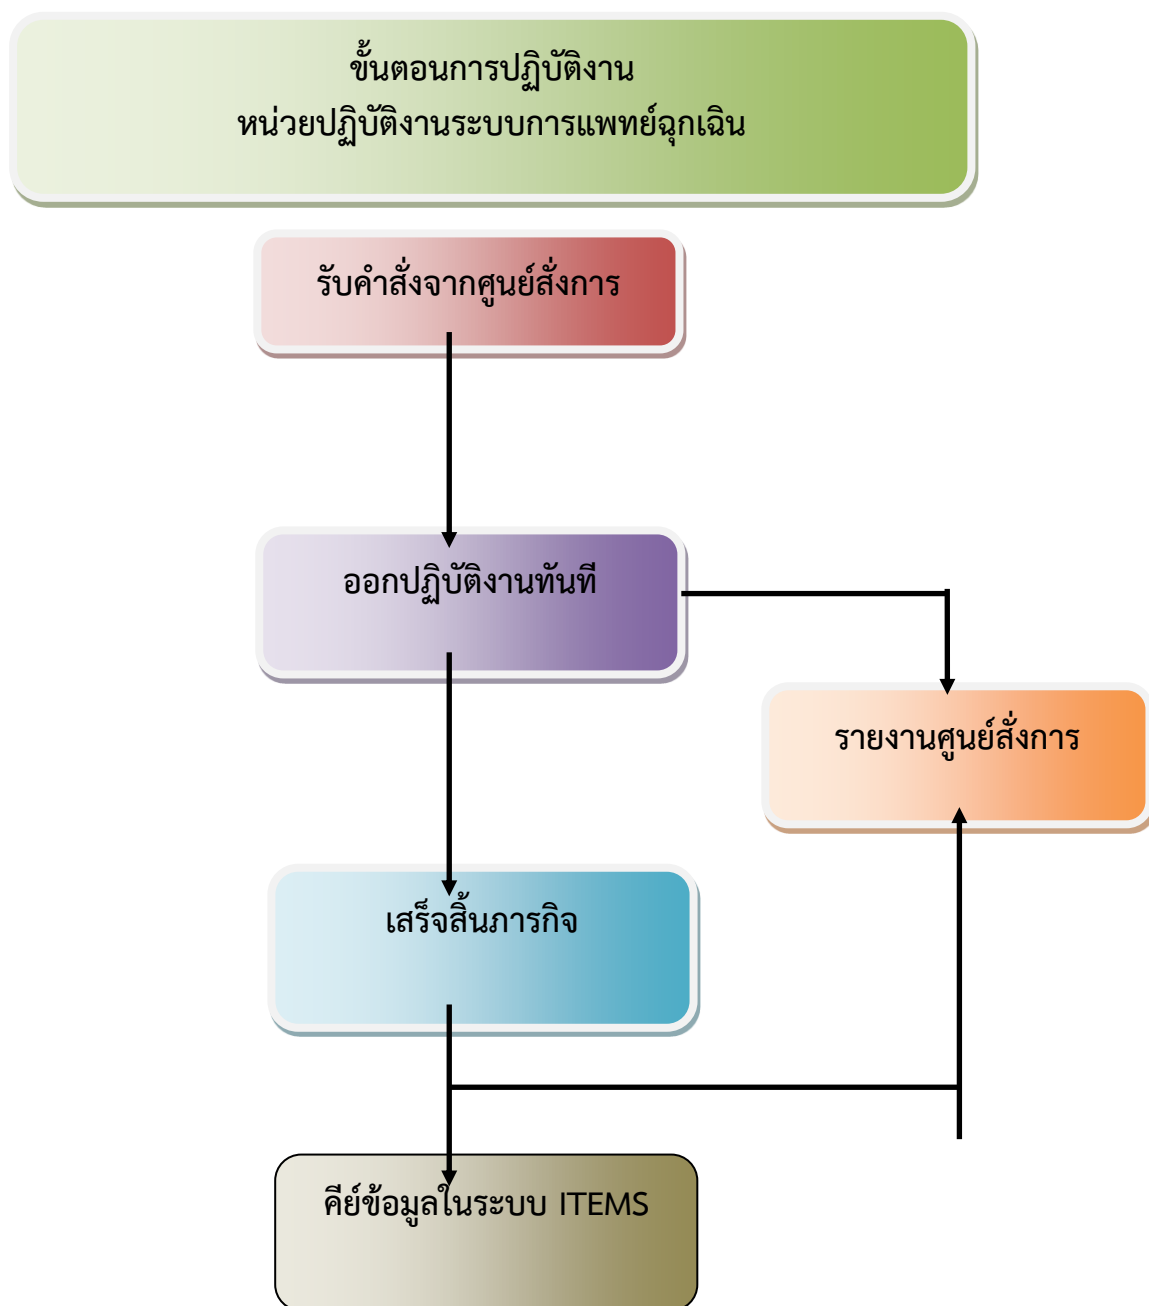 ขั้นตอนการปฏิบัติงาน
หน่วยปฏิบัติงานระบบการแพทย์ฉุกเฉิน
รับคำสั่งจากศูนย์สั่งการ
ออกปฏิบัติงานทันที
รายงานศูนย์สั่งการ
เสร็จสิ้นภารกิจ
คีย์ข้อมูลในระบบ ITEMS